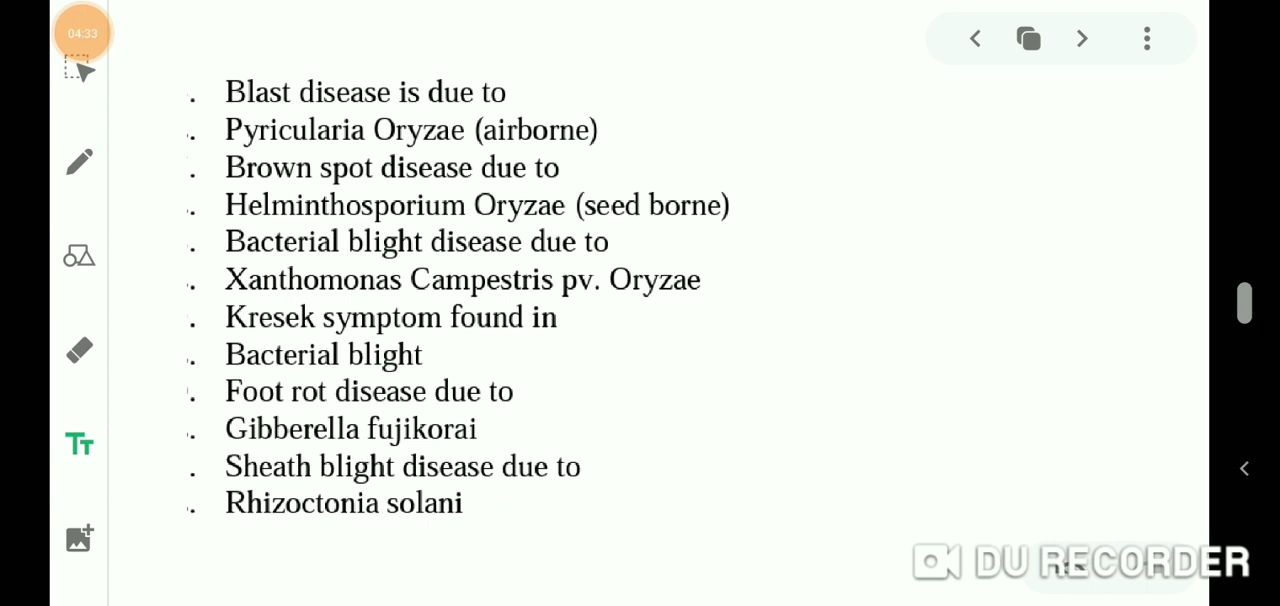 04:33
. Blast disease is due to
. Pyricularia Oryzae (airborne)
. Brown spot disease due to
. Helminthosporium Oryzae (seed borne)
. Bacterial blight disease due to
. Xanthomonas Campestris pv. Oryzae
. Kresek symptom found in
. Bacterial blight
. Foot rot disease due to
. Gibberella fujikorai
. Sheath blight disease due to
. Rhizoctonia solani
Tт
DU RECORDER